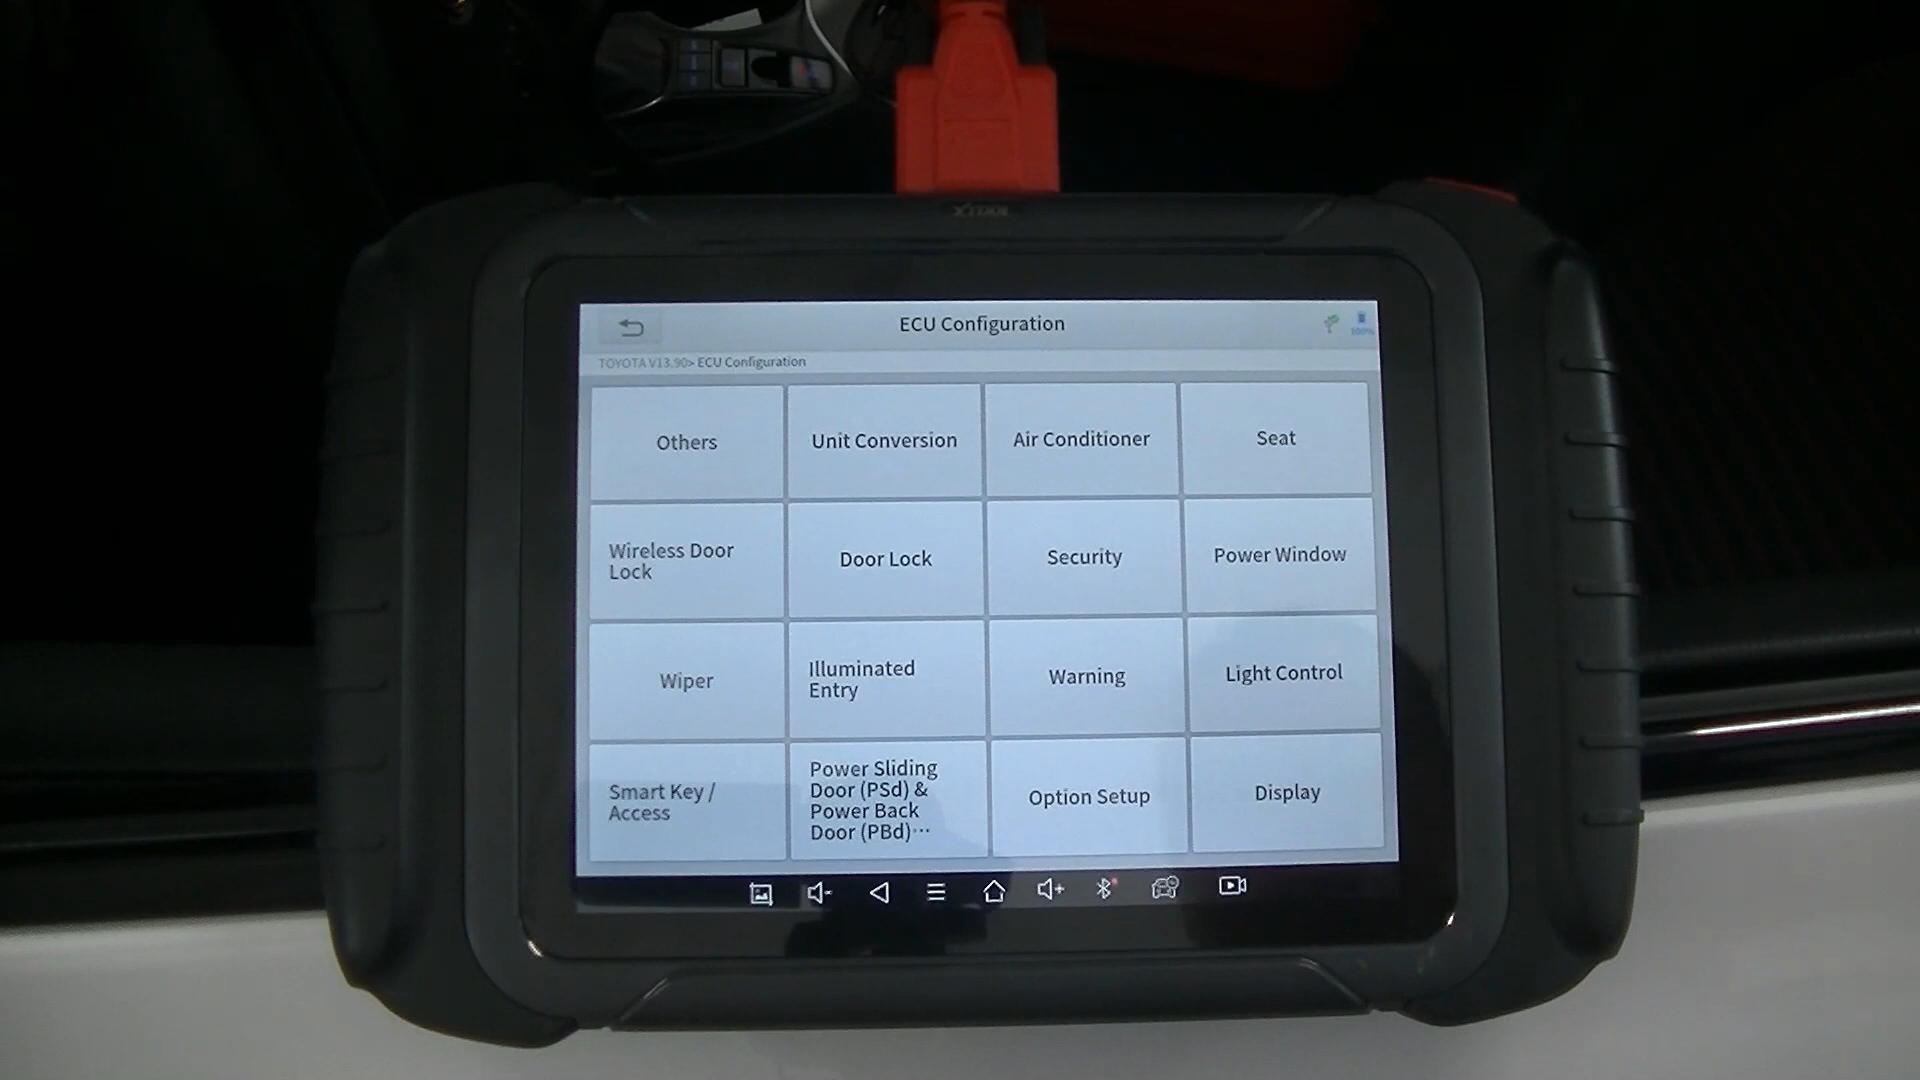 XTOOL
ECU Configuration
100%
TOYOTA V13.90> ECU Configuration
Others
Unit Conversion
Air Conditioner
Seat
Wireless Door
Lock
Door Lock
Security
Power Window
Wiper
Illuminated
Entry
Warning
Light Control
Smart Key /
Access
Power Sliding
Door (PSd) &
Power Back
Door (PBd)···
Option Setup
Display